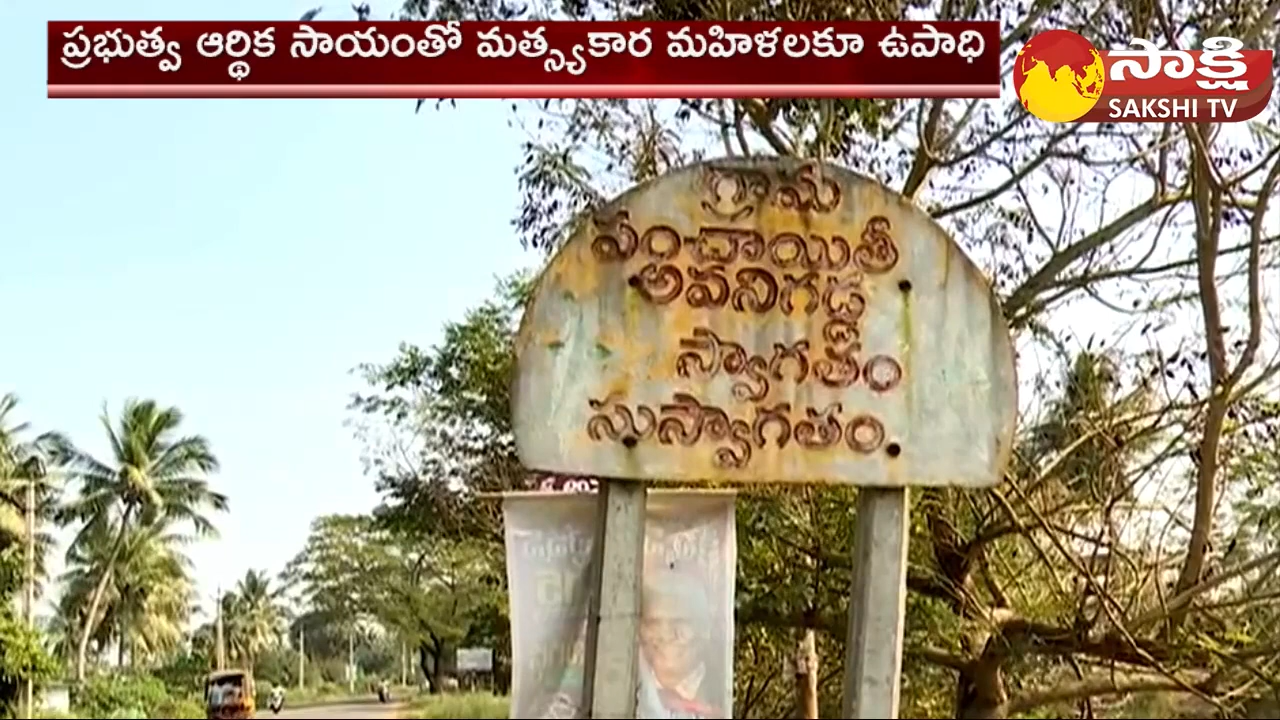 ప్రభుత్వ ఆర్థిక సాయంతో మత్స్యకార మహిళలకూ ఉపాధి
సాక్షి
SAKSHI TV
గ్రామ
పంచాయితీ
అవనిగడ్డ
స్వాగతం
సుస్వాగతం